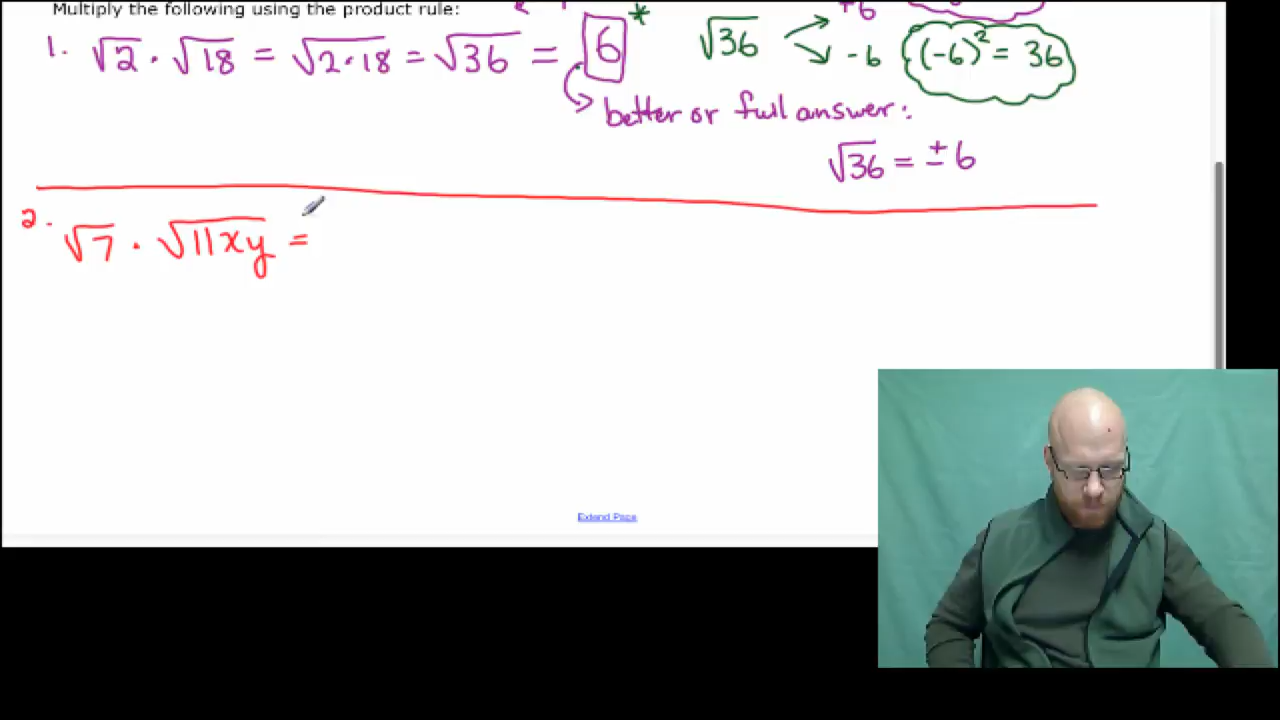 Multiply the following using the product rule:
1. √2 · √18 = √2·18 = √36 = 6 *
√36
+6
-6
(-6)² = 36
better or full answer:
√36 = ±6
2. √7 · √11xy =
Extend Page